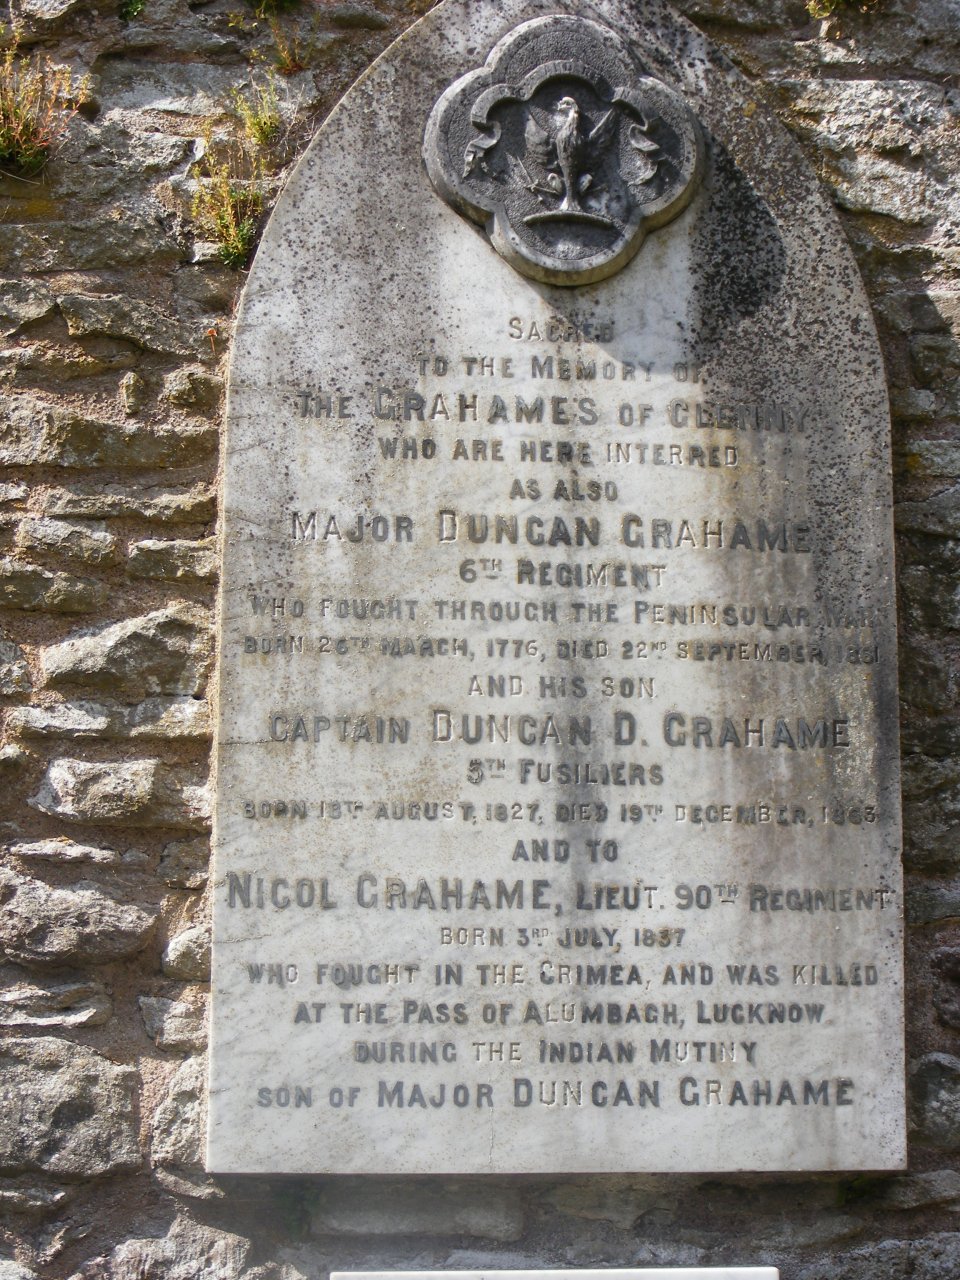 SACRED
TO THE MEMORY OF
THE GRAHAMES OF GLENNY
WHO ARE HERE INTERRED
AS ALSO
MAJOR DUNCAN GRAHAME
6TH REGIMENT
WHO FOUGHT THROUGH THE PENINSULAR WAR
BORN 26TH MARCH, 1776, DIED 22ND SEPTEMBER, 1861
AND HIS SON
CAPTAIN DUNCAN D. GRAHAME
5TH FUSILIERS
BORN 18TH AUGUST, 1827, DIED 19TH DECEMBER, 1863
AND TO
NICOL GRAHAME, LIEUT. 90TH REGIMENT
BORN 3RD JULY, 1837
WHO FOUGHT IN THE CRIMEA, AND WAS KILLED
AT THE PASS OF ALUMBAGH, LUCKNOW
DURING THE INDIAN MUTINY
SON OF MAJOR DUNCAN GRAHAME